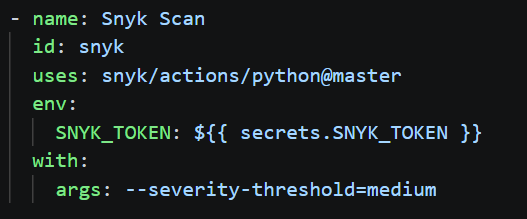 - name: Snyk Scan
  id: snyk
  uses: snyk/actions/python@master
  env:
    SNYK_TOKEN: ${{ secrets.SNYK_TOKEN }}
  with:
    args: --severity-threshold=medium